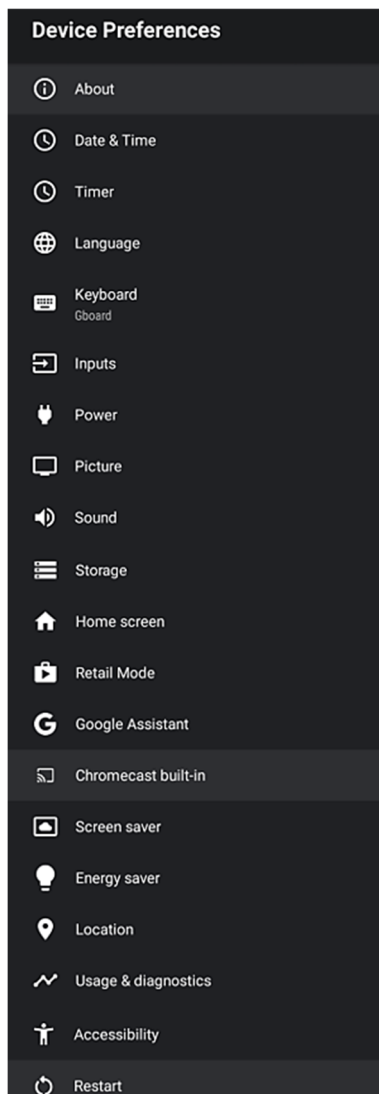 Device Preferences
About
Date & Time
Timer
Language
Keyboard
Gboard
Inputs
Power
Picture
Sound
Storage
Home screen
Retail Mode
Google Assistant
Chromecast built-in
Screen saver
Energy saver
Location
Usage & diagnostics
Accessibility
Restart